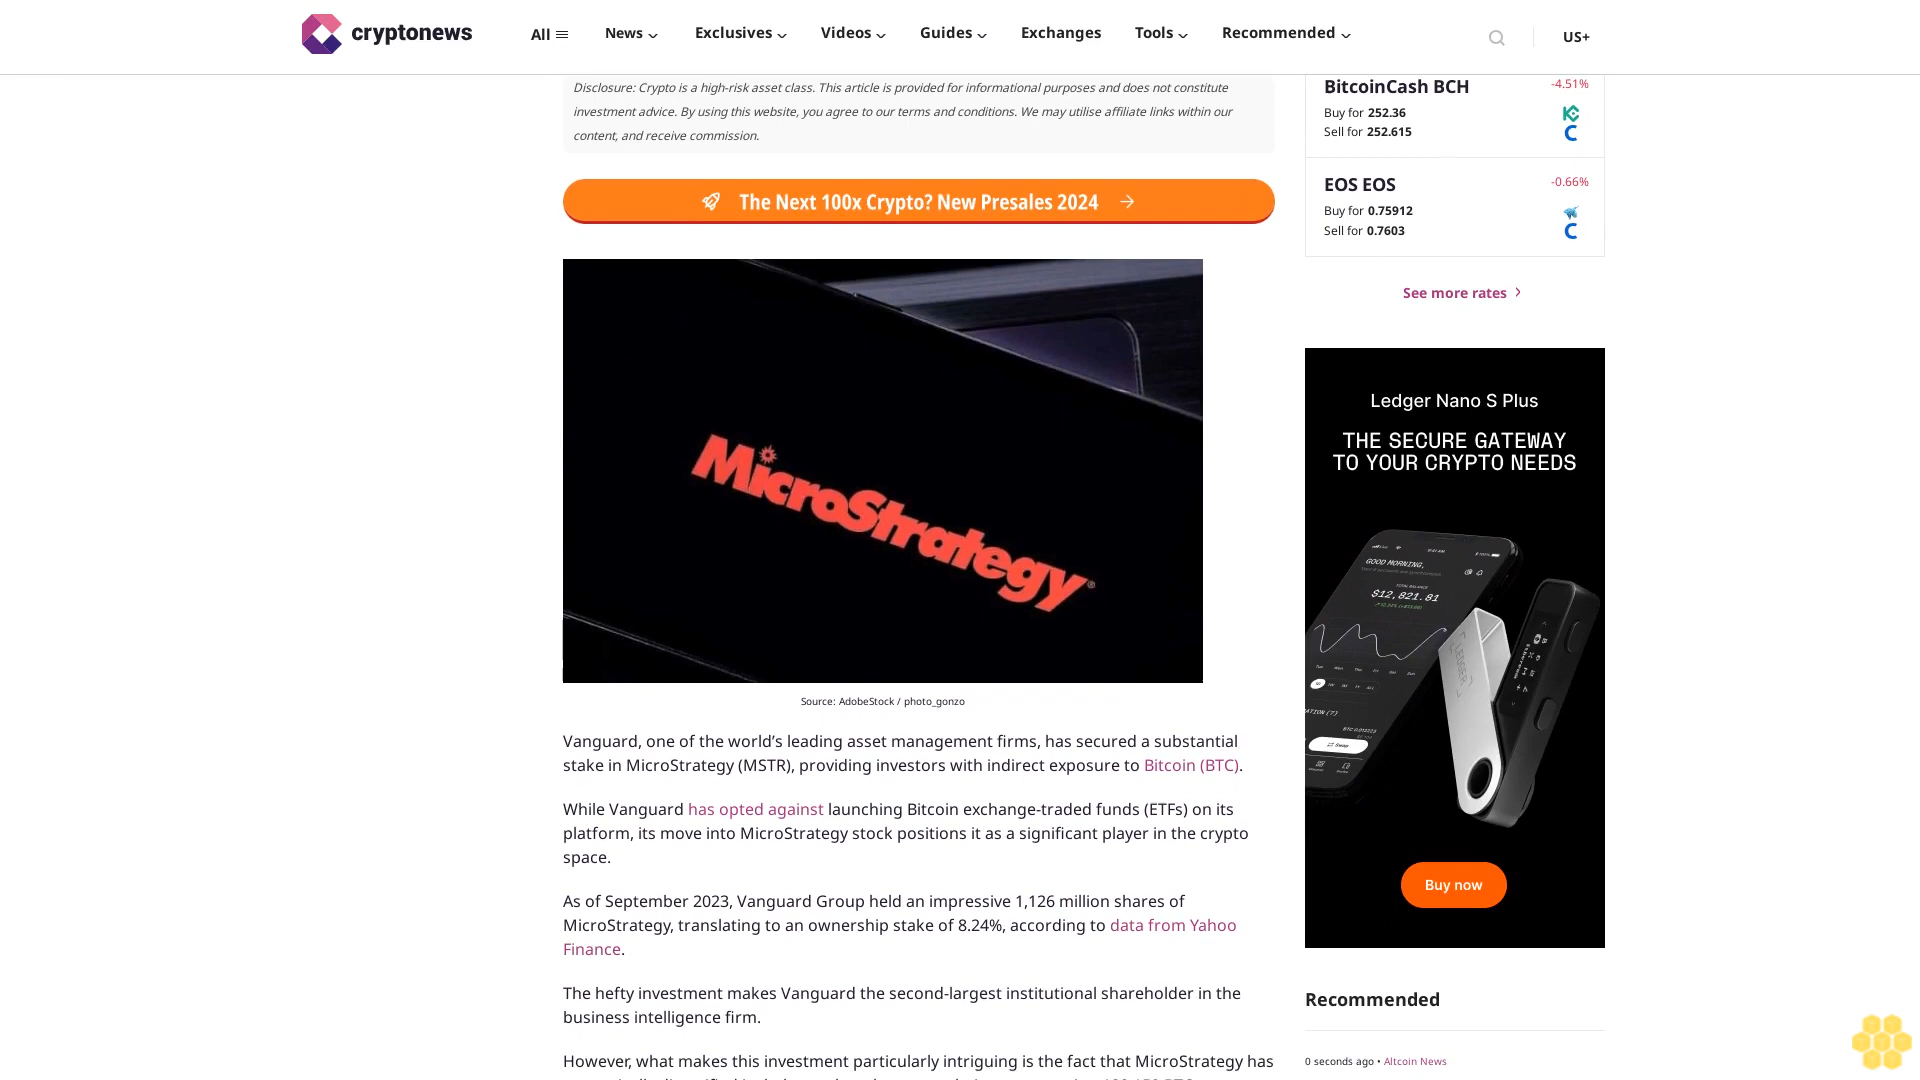 cryptonews
All
News
Exclusives
Videos
Guides
Exchanges
Tools
Recommended
US+
Disclosure: Crypto is a high-risk asset class. This article is provided for informational purposes and does not constitute
investment advice. By using this website, you agree to our terms and conditions. We may utilise affiliate links within our
content, and receive commission.
The Next 100x Crypto? New Presales 2024
MicroStrategy
Source: AdobeStock / photo_gonzo
Vanguard, one of the world’s leading asset management firms, has secured a substantial
stake in MicroStrategy (MSTR), providing investors with indirect exposure to Bitcoin (BTC).
While Vanguard has opted against launching Bitcoin exchange-traded funds (ETFs) on its
platform, its move into MicroStrategy stock positions it as a significant player in the crypto
space.
As of September 2023, Vanguard Group held an impressive 1,126 million shares of
MicroStrategy, translating to an ownership stake of 8.24%, according to data from Yahoo
Finance.
The hefty investment makes Vanguard the second-largest institutional shareholder in the
business intelligence firm.
However, what makes this investment particularly intriguing is the fact that MicroStrategy has
BitcoinCash BCH
-4.51%
Buy for 252.36
Sell for 252.615
EOS EOS
-0.66%
Buy for 0.75912
Sell for 0.7603
See more rates
Ledger Nano S Plus
THE SECURE GATEWAY
TO YOUR CRYPTO NEEDS
GOOD MORNING,
TOTAL BALANCE
$12,821.81
LEDGER
Swap
Buy now
Recommended
0 seconds ago • Altcoin News